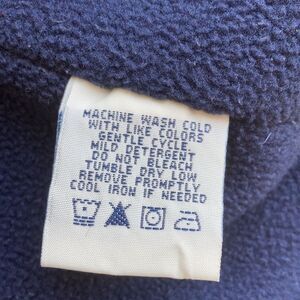 MACHINE WASH COLD
WITH LIKE COLORS
GENTLE CYCLE.
MILD DETERGENT
DO NOT BLEACH
TUMBLE DRY LOW
REMOVE PROMPTLY
COOL IRON IF NEEDED